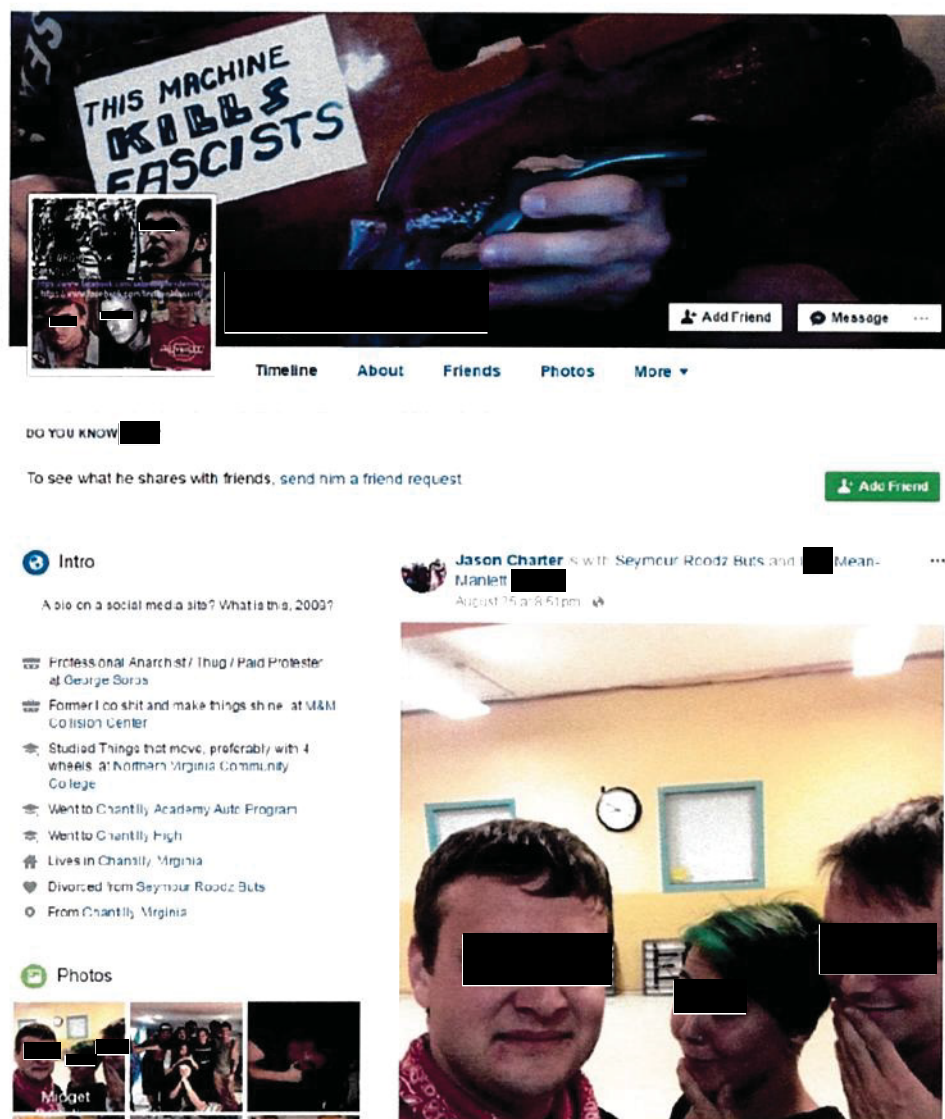 THIS MACHINE
KILLS
FASCISTS
Add Friend
Message
Timeline
About
Friends
Photos
More
DO YOU KNOW
To see what he shares with friends, send him a friend request
Add Friend
Intro
A bio on a social media site? What is this, 2009?
Professional Anarchist / Thug / Paid Protester
at George Soros
Former I do shit and make things shine at M&M
Collision Center
Studied Things that move, preferably with 4
wheels at Northern Virginia Community
College
Went to Chantilly Academy Auto Program
Went to Chantilly High
Lives in Chantilly, Virginia
Divorced from Seymour Roodz Buts
From Chantilly, Virginia
Photos
Midget
Jason Charter is with Seymour Roodz Buts and Mean-
Manlett
August 25 at 8:51pm